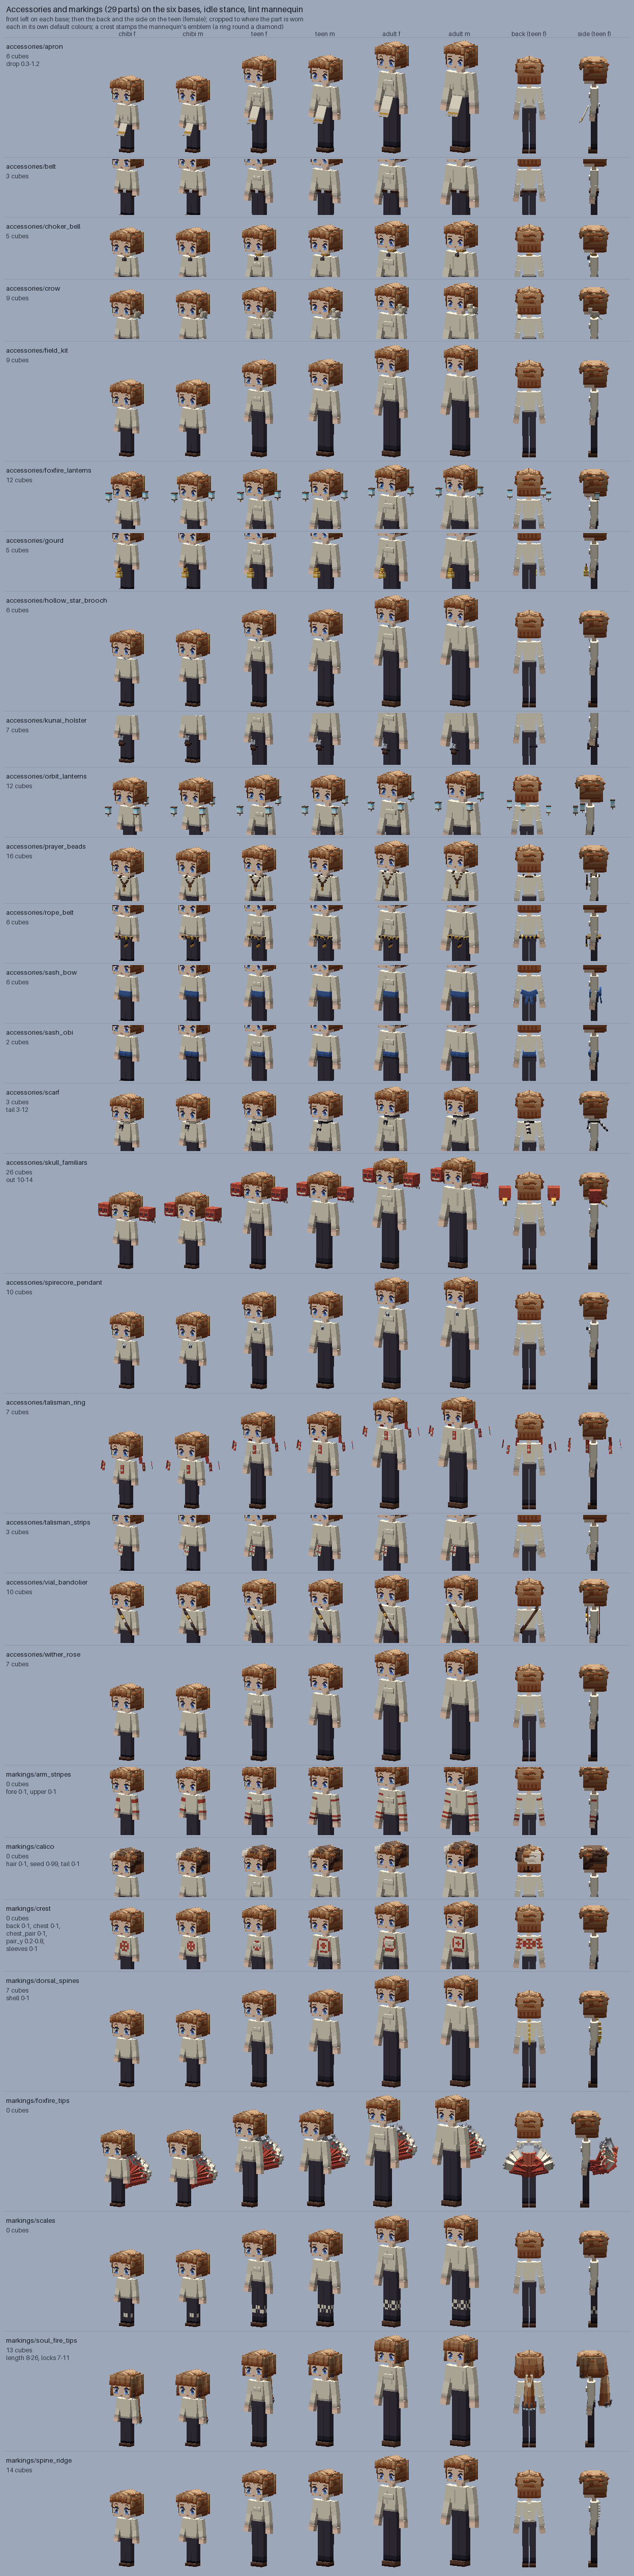 Accessories and markings (29 parts) on the six bases, idle stance, lint mannequin
front left on each base; then the back and the side on the teen (female); cropped to where the part is worn
each in its own default colours; a crest stamps the mannequin's emblem (a ring round a diamond)
chibi f chibi m teen f teen m adult f adult m back (teen f) side (teen f)
accessories/apron
6 cubes
drop 0.3-1.2
accessories/belt
3 cubes
accessories/choker_bell
5 cubes
accessories/crow
9 cubes
accessories/field_kit
9 cubes
accessories/foxfire_lanterns
12 cubes
accessories/gourd
5 cubes
accessories/hollow_star_brooch
6 cubes
accessories/kunai_holster
7 cubes
accessories/orbit_lanterns
12 cubes
accessories/prayer_beads
16 cubes
accessories/rope_belt
6 cubes
accessories/sash_bow
6 cubes
accessories/sash_obi
2 cubes
accessories/scarf
3 cubes
tail 3-12
accessories/skull_familiars
26 cubes
out 10-14
accessories/spirecore_pendant
10 cubes
accessories/talisman_ring
7 cubes
accessories/talisman_strips
3 cubes
accessories/vial_bandolier
10 cubes
accessories/wither_rose
7 cubes
markings/arm_stripes
0 cubes
fore 0-1, upper 0-1
markings/calico
0 cubes
hair 0-1, seed 0-99, tail 0-1
markings/crest
0 cubes
back 0-1, chest 0-1,
chest_pair 0-1,
pair_y 0.2-0.8,
sleeves 0-1
markings/dorsal_spines
7 cubes
shell 0-1
markings/foxfire_tips
0 cubes
markings/scales
0 cubes
markings/soul_fire_tips
13 cubes
length 8-26, locks 7-11
markings/spine_ridge
14 cubes